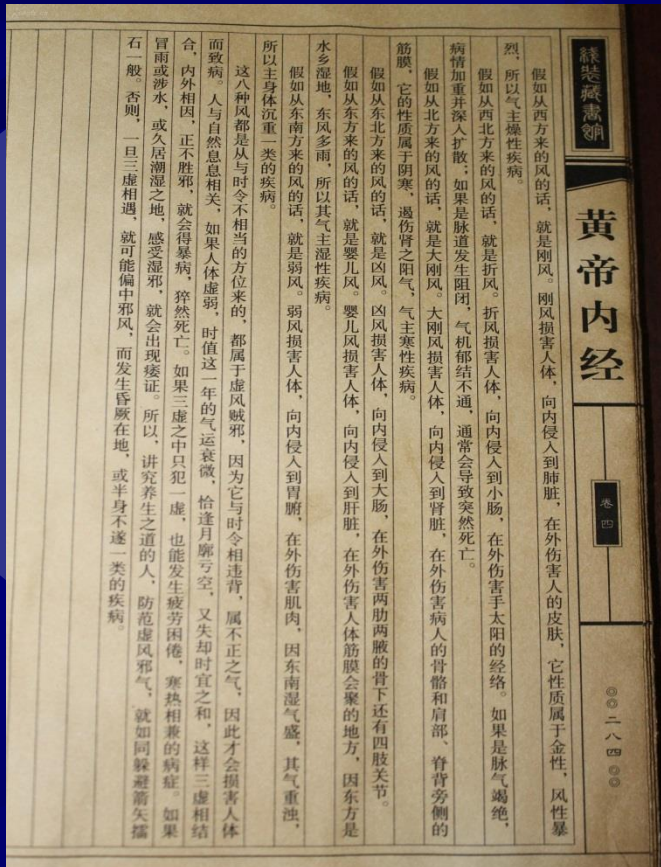 线装藏书馆
黄帝内经
卷四
◎◎二八四◎◎
假如从西方来的风的话，就是刚风。刚风损害人体，向内侵入到肺脏，在外伤害人的皮肤，它性质属于金性，风性暴
烈，所以气主燥性疾病。
假如从西北方来的风的话，就是折风。折风损害人体，向内侵入到小肠，在外伤害手太阳的经络。如果是脉气竭绝，
病情加重并深入扩散；如果是脉道发生阻闭，气机郁结不通，通常会导致突然死亡。
假如从北方来的风的话，就是大刚风。大刚风损害人体，向内侵入到肾脏，在外伤害病人的骨骼和肩部、脊背旁侧的
筋膜，它的性质属于阴寒，遏伤肾之阳气，气主寒性疾病。
假如从东北方来的风的话，就是凶风。凶风损害人体，向内侵入到大肠，在外伤害两肋两腋的骨下还有四肢关节。
假如从东方来的风的话，就是婴儿风。婴儿风损害人体，向内侵入到肝脏，在外伤害人体筋膜会聚的地方，因东方是
水乡湿地，东风多雨，所以其气主湿性疾病。
假如从东南方来的风的话，就是弱风。弱风损害人体，向内侵入到胃腑，在外伤害肌肉，因东南湿气盛，其气重浊，
所以主身体沉重一类的疾病。
这八种风都是从与时令不相当的方位来的，都属于虚风贼邪，因为它与时令相违背，属不正之气，因此才会损害人体
而致病。人与自然息息相关，如果人体虚弱，时值这一年的气运衰微，恰逢月廓亏空，又失却时宜之和，这样三虚相结
合，内外相因，正不胜邪，就会得暴病，猝然死亡。如果三虚之中只犯一虚，也能发生疲劳困倦，寒热相兼的病症。如果
冒雨或涉水，或久居潮湿之地，感受湿邪，就会出现痿证。所以，讲究养生之道的人，防范虚风邪气，就如同躲避箭矢擂
石一般。否则，一旦三虚相遇，就可能偏中邪风，而发生昏厥在地，或半身不遂一类的疾病。